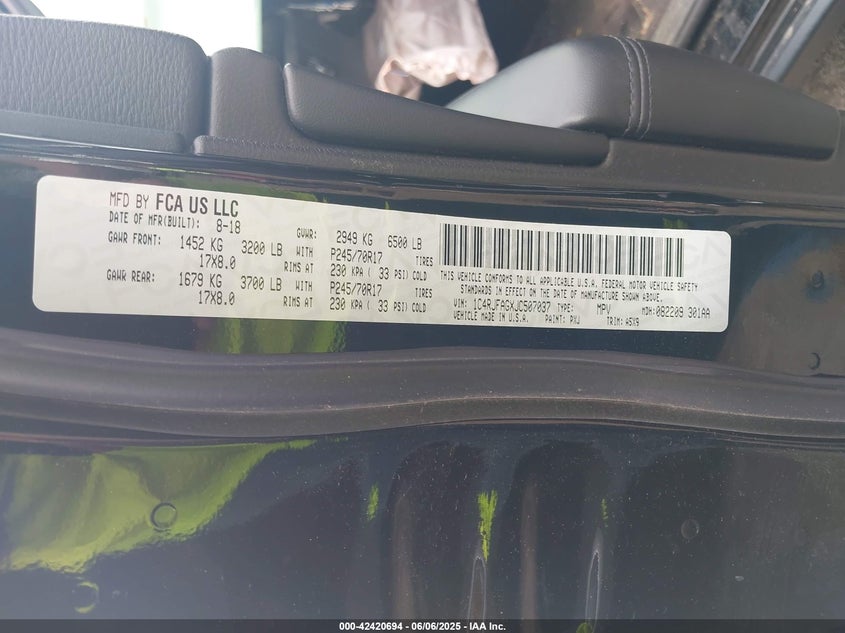 MFD BY FCA US LLC
DATE OF MFR(BUILT): 8-18 GVWR: 2949 KG 6500 LB
GAWR FRONT: 1452 KG 3200 LB WITH P245/70R17 TIRES
17X8.0 RIMS AT 230 KPA ( 33 PSI) COLD
GAWR REAR: 1679 KG 3700 LB WITH P245/70R17 TIRES
17X8.0 RIMS AT 230 KPA ( 33 PSI) COLD
THIS VEHICLE CONFORMS TO ALL APPLICABLE U.S.A. FEDERAL MOTOR VEHICLE SAFETY
STANDARDS IN EFFECT ON THE DATE OF MANUFACTURE SHOWN ABOVE.
VIN: 1C4RJFAGXJC507037 TYPE: MPV MDH:082209 301AA
VEHICLE MADE IN U.S.A. PAINT: PXJ TRIM: A5X9
000-42420694 | 06/06/2025 - IAA Inc.